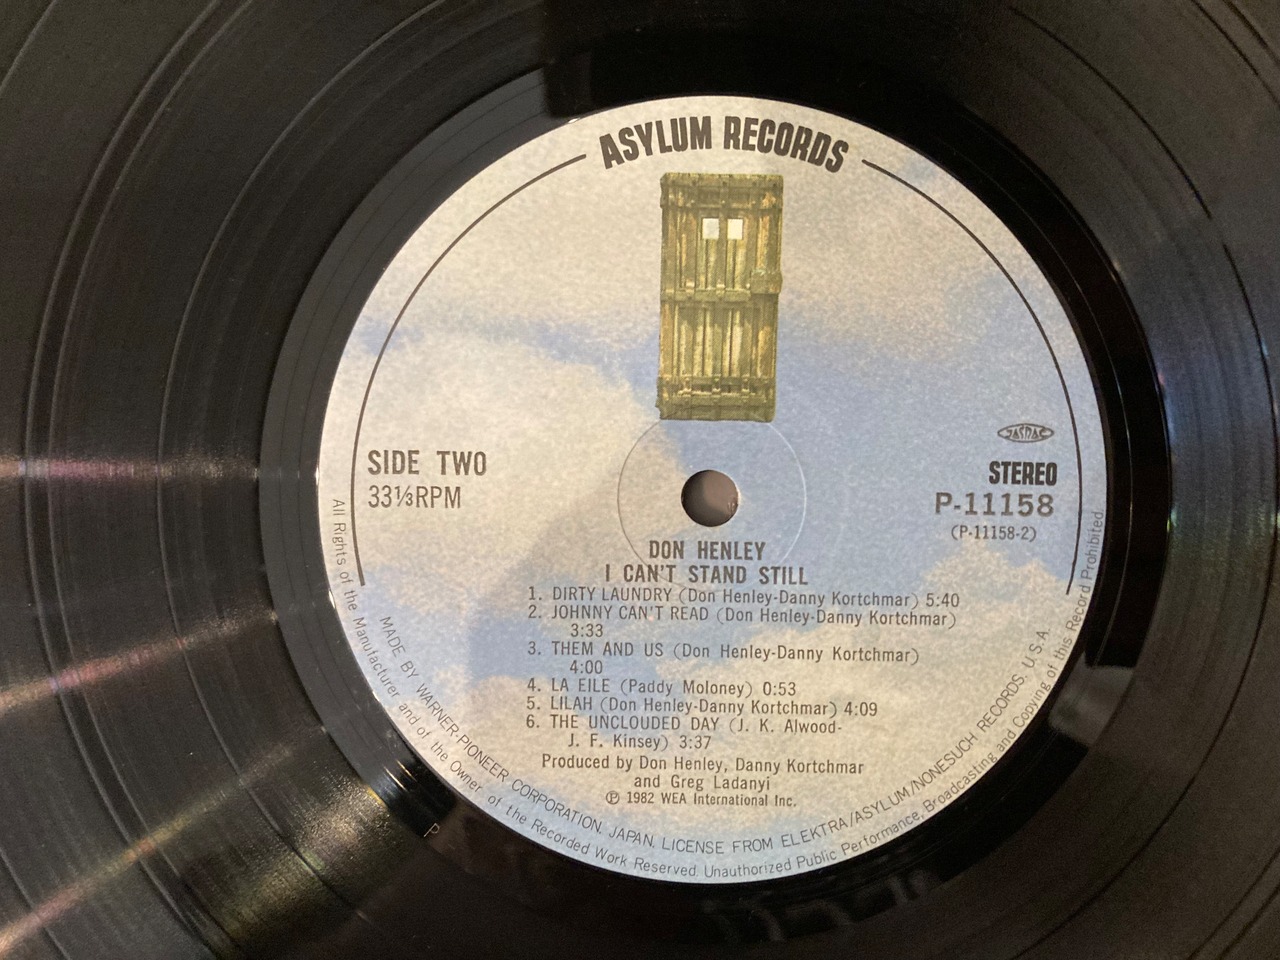 ASYLUM RECORDS
JASRAC
SIDE TWO
33⅓RPM
STEREO
P-11158
(P-11158-2)
DON HENLEY
I CAN'T STAND STILL
1. DIRTY LAUNDRY (Don Henley-Danny Kortchmar) 5:40
2. JOHNNY CAN'T READ (Don Henley-Danny Kortchmar)
3:33
3. THEM AND US (Don Henley-Danny Kortchmar)
4:00
4. LA EILE (Paddy Moloney) 0:53
5. LILAH (Don Henley-Danny Kortchmar) 4:09
6. THE UNCLOUDED DAY (J. K. Alwood-
J. F. Kinsey) 3:37
Produced by Don Henley, Danny Kortchmar
and Greg Ladanyi
℗ 1982 WEA International Inc.
MADE BY WARNER-PIONEER CORPORATION, JAPAN. LICENSE FROM ELEKTRA/ASYLUM/NONESUCH RECORDS. U. S. A.
All Rights of the Manufacturer and of the Owner of the Recorded Work Reserved. Unauthorized Public Performance, Broadcasting and Copying of this Record Prohibited.
P